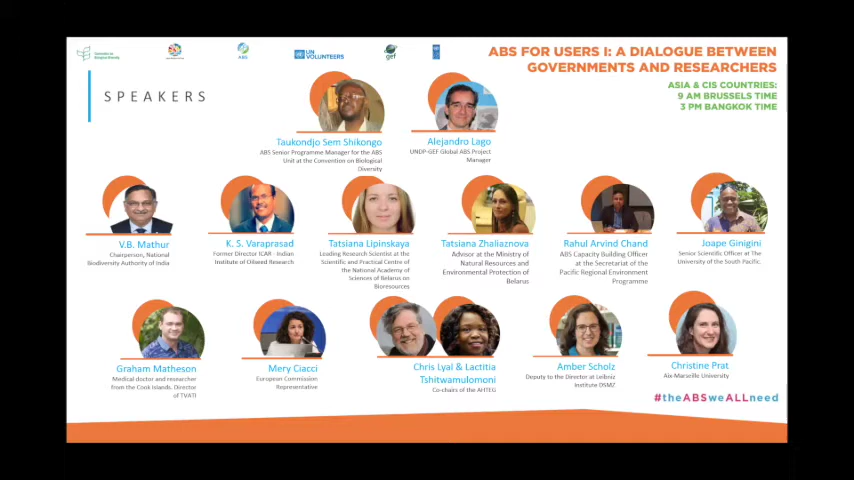 ABS
UN
VOLUNTEERS
gef
ABS FOR USERS I: A DIALOGUE BETWEEN
GOVERNMENTS AND RESEARCHERS
ASIA & CIS COUNTRIES:
9 AM BRUSSELS TIME
3 PM BANGKOK TIME
SPEAKERS
Taukondjo Sem Shikongo
ABS Senior Programme Manager for the ABS
Unit at the Convention on Biological
Diversity
Alejandro Lago
UNDP-GEF Global ABS Project
Manager
V.B. Mathur
Chairperson, National
Biodiversity Authority of India
K. S. Varaprasad
Former Director ICAR - Indian
Institute of Oilseed Research
Tatsiana Lipinskaya
Leading Research Scientist at the
Scientific and Practical Centre of
the National Academy of
Sciences of Belarus on
Bioresources
Tatsiana Zhaliaznova
Advisor at the Ministry of
Natural Resources and
Environmental Protection of
Belarus
Rahul Arvind Chand
ABS Capacity Building Officer
at the Secretariat of the
Pacific Regional Environment
Programme
Joape Ginigini
Senior Scientific Officer at The
University of the South Pacific.
Graham Matheson
Medical doctor and researcher
from the Cook Islands. Director
of TVATI
Mery Ciacci
European Commission
Representative
Chris Lyal & Lactitia
Tshitwamulomoni
Co-chairs of the AHTEG
Amber Scholz
Deputy to the Director at Leibniz
Institute DSMZ
Christine Prat
Aix-Marseille University
#theABSweALLneed